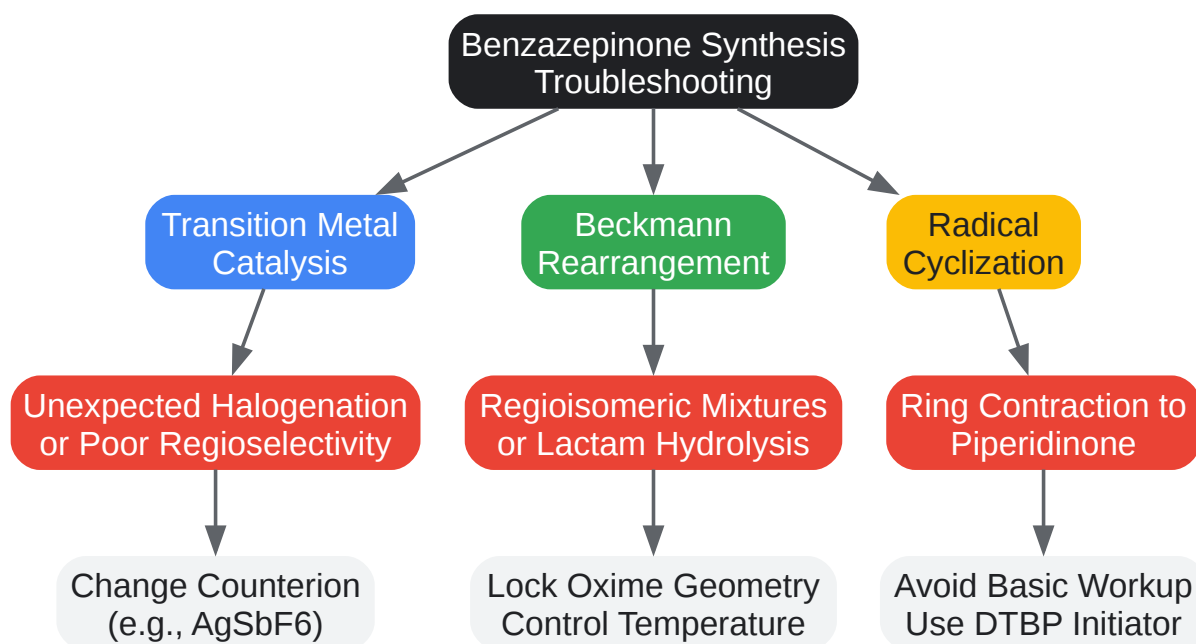 Benzazepinone Synthesis
Troubleshooting
Transition Metal
Catalysis
Beckmann
Rearrangement
Radical
Cyclization
Unexpected Halogenation
or Poor Regioselectivity
Regioisomeric Mixtures
or Lactam Hydrolysis
Ring Contraction to
Piperidinone
Change Counterion
(e.g., AgSbF6)
Lock Oxime Geometry
Control Temperature
Avoid Basic Workup
Use DTBP Initiator